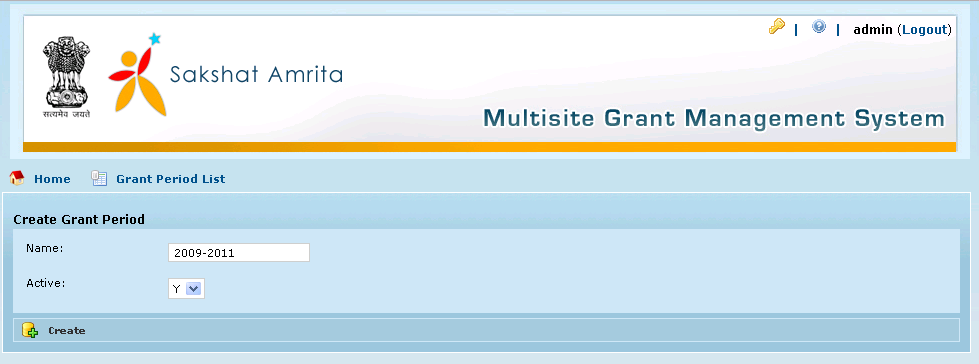 admin (Logout)
सत्यमेव जयते
Sakshat Amrita
Multisite Grant Management System
Home
Grant Period List
Create Grant Period
Name:
2009-2011
Active:
Y
Create